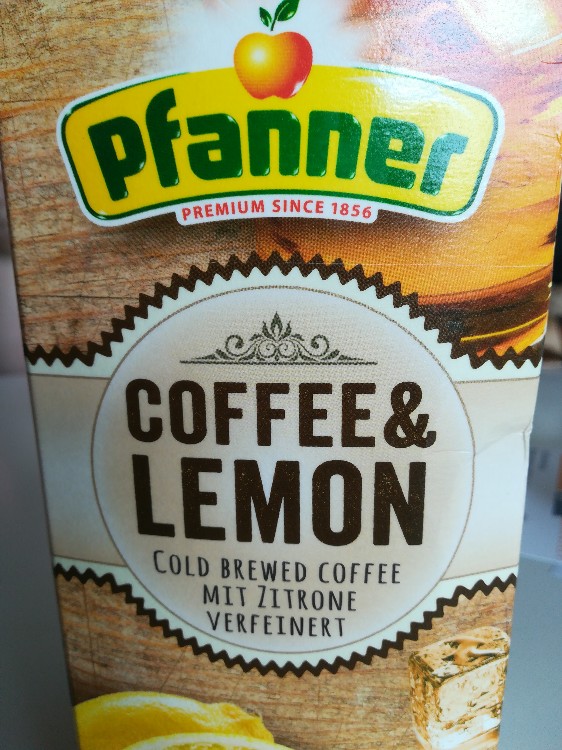 Pfanner
PREMIUM SINCE 1856
COFFEE&
LEMON
COLD BREWED COFFEE
MIT ZITRONE
VERFEINERT